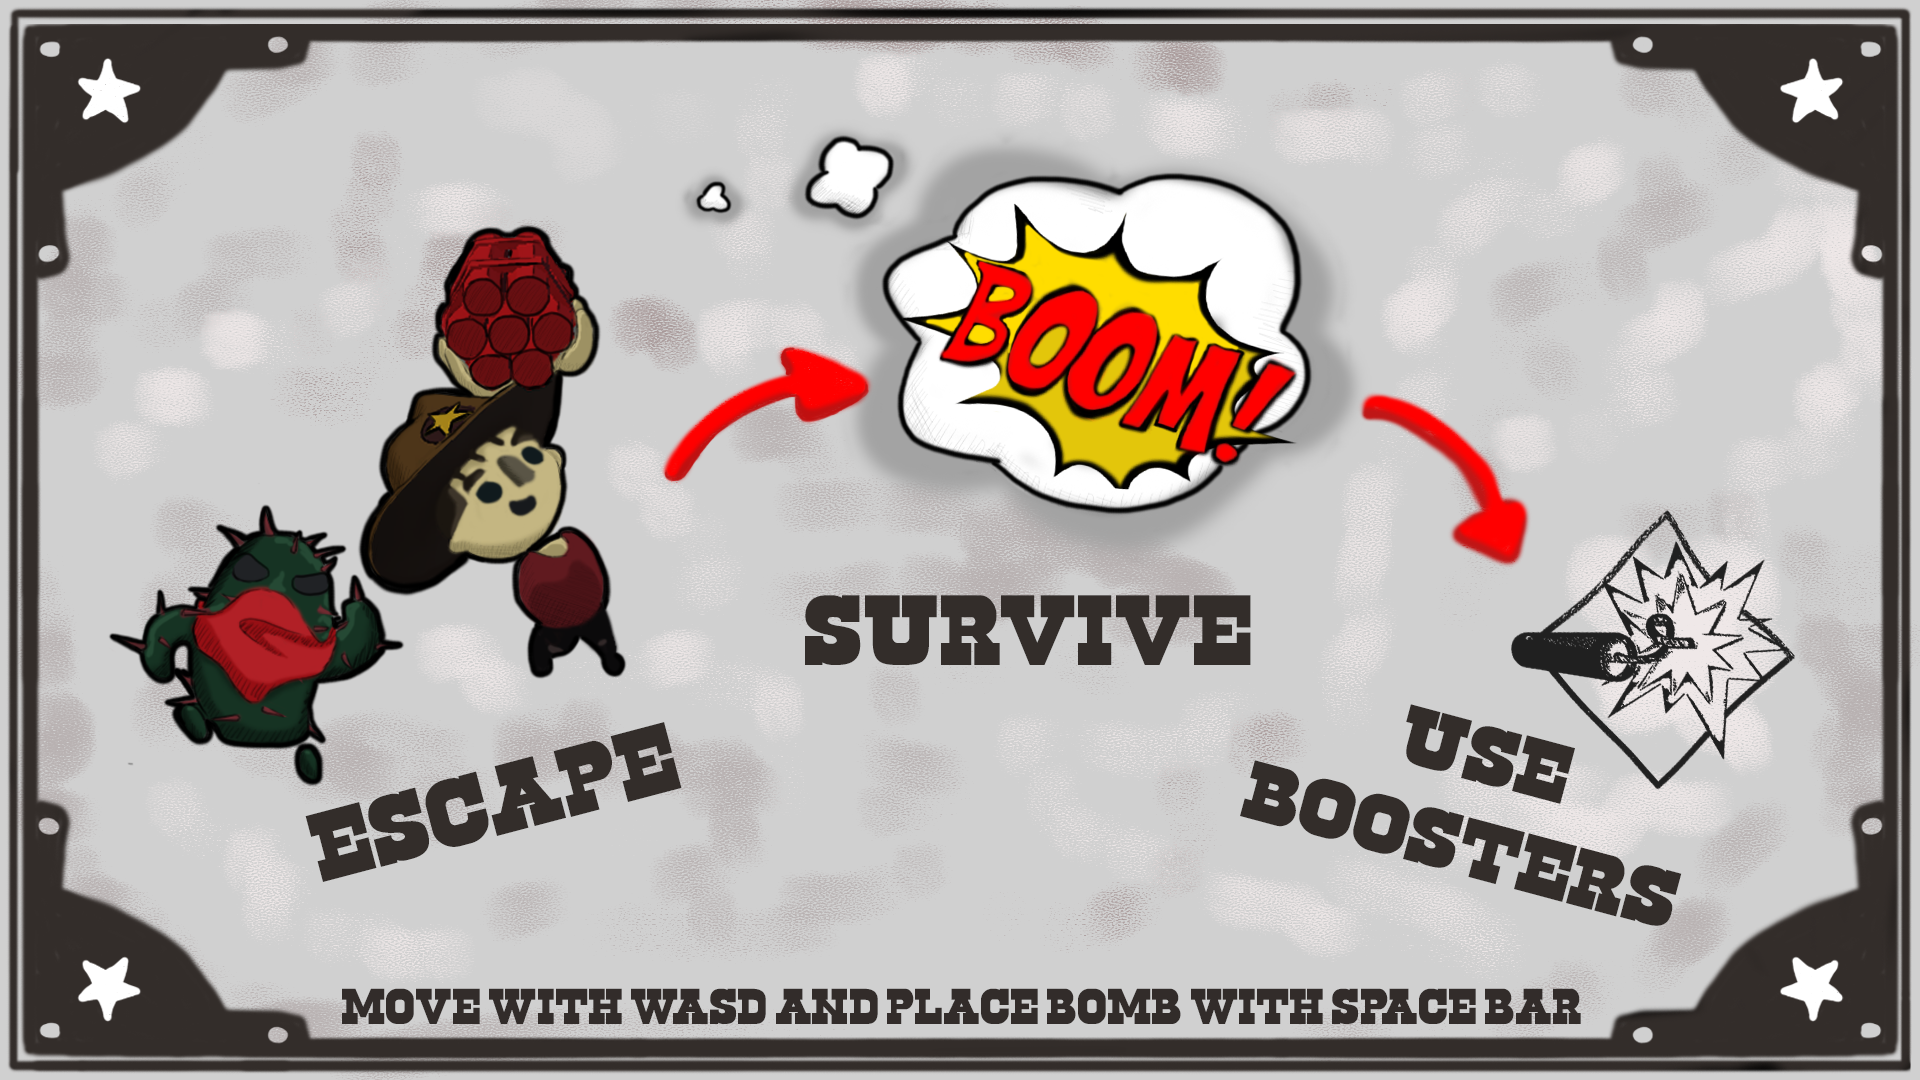 BOOM!
ESCAPE
SURVIVE
USE
BOOSTERS
MOVE WITH WASD AND PLACE BOMB WITH SPACE BAR